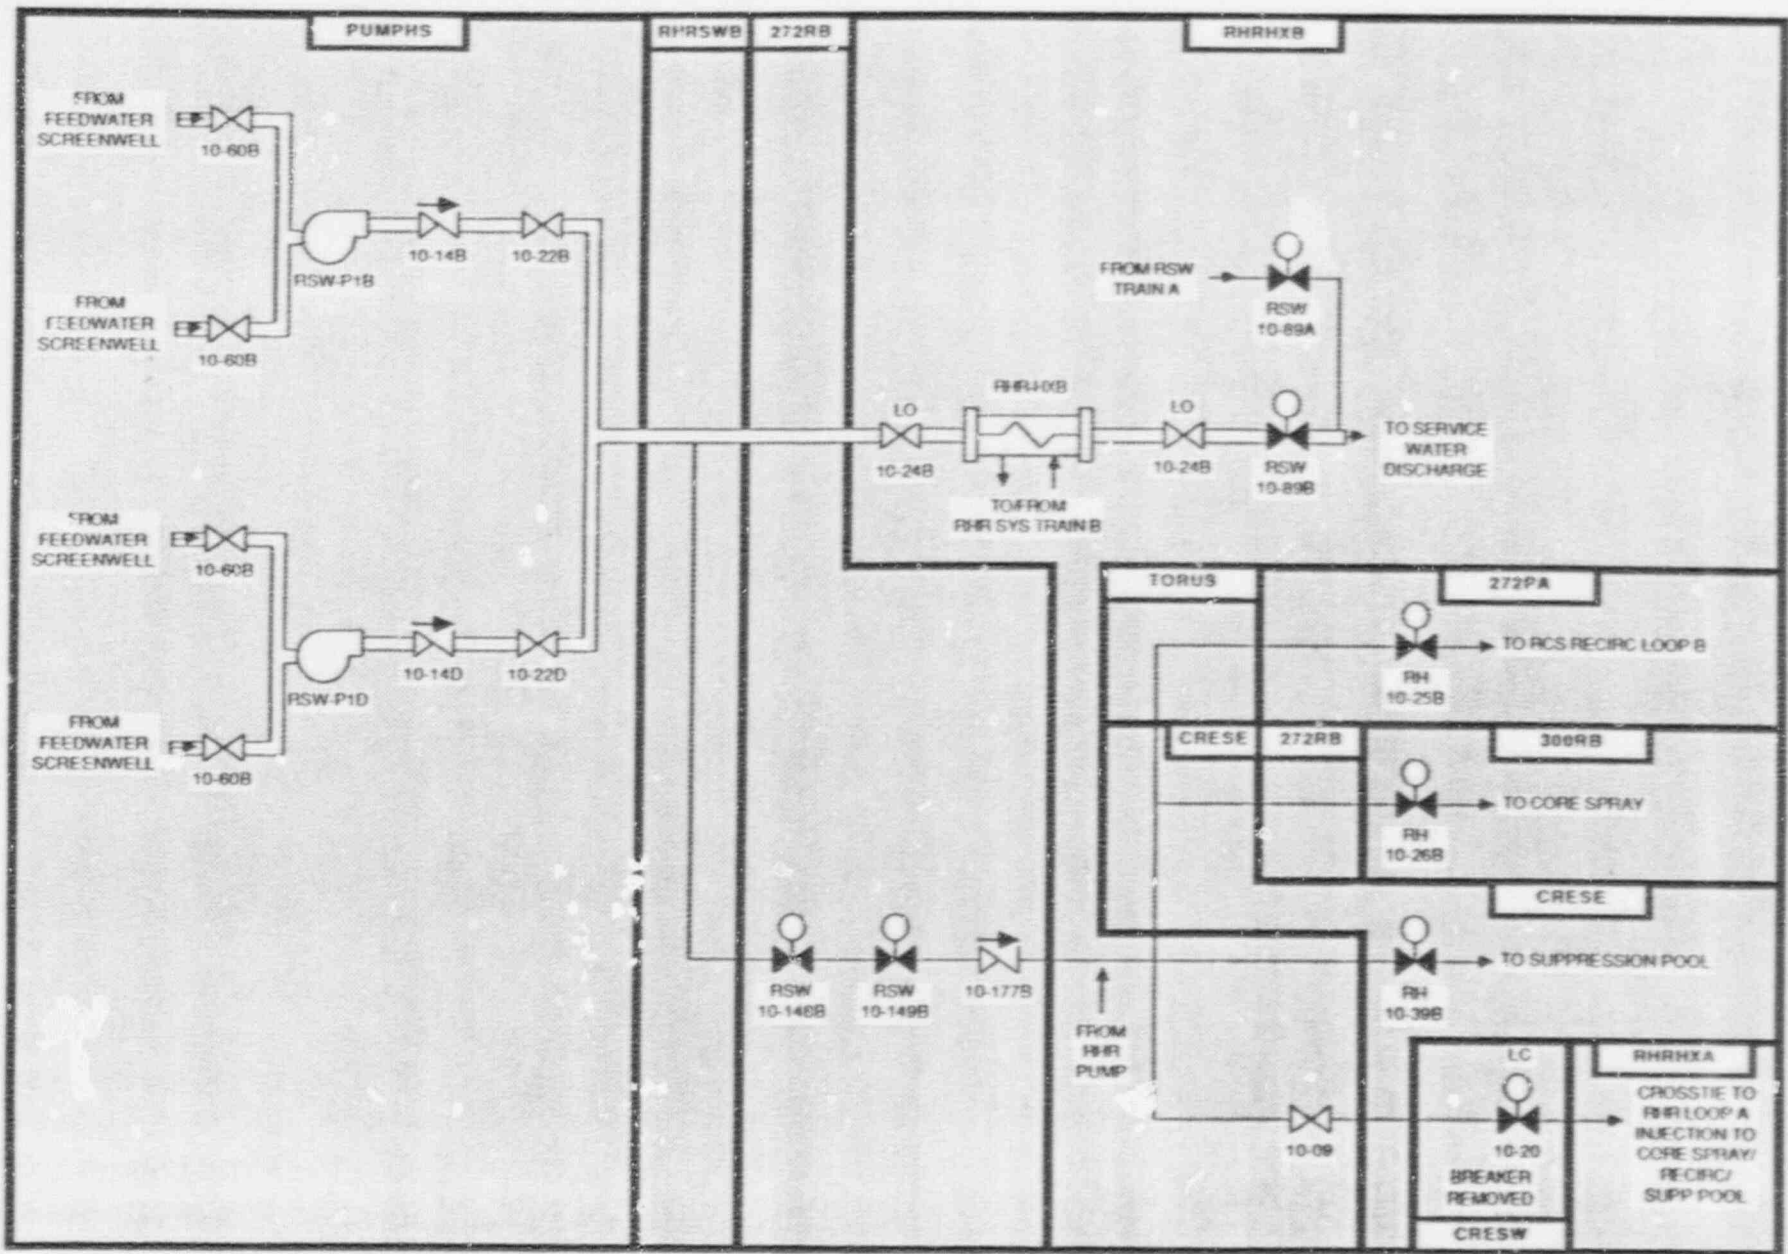 PUMPHS
RHRSWB
272RB
RHRHXB
FROM
FEEDWATER
SCREENWELL
10-60B
RSW-P1B
10-14B
10-22B
FROM
FEEDWATER
SCREENWELL
10-60B
FROM RSW
TRAIN A
RSW
10-89A
LO
10-24B
RHR-HXB
TO/FROM
RHR SYS TRAIN B
LO
10-24B
RSW
10-89B
TO SERVICE
WATER
DISCHARGE
FROM
FEEDWATER
SCREENWELL
10-60B
RSW-P1D
10-14D
10-22D
FROM
FEEDWATER
SCREENWELL
10-60B
TORUS
272PA
TO RCS RECIRC LOOP B
RH
10-25B
CRESE
272RB
300RB
TO CORE SPRAY
RH
10-26B
CRESE
RSW
10-148B
RSW
10-149B
10-177B
FROM
RHR
PUMP
TO SUPPRESSION POOL
RH
10-39B
10-09
LC
10-20
BREAKER
REMOVED
CRESW
RHRHXA
CROSSTIE TO
RHR LOOP A
INJECTION TO
CORE SPRAY/
RECIRC/
SUPP POOL